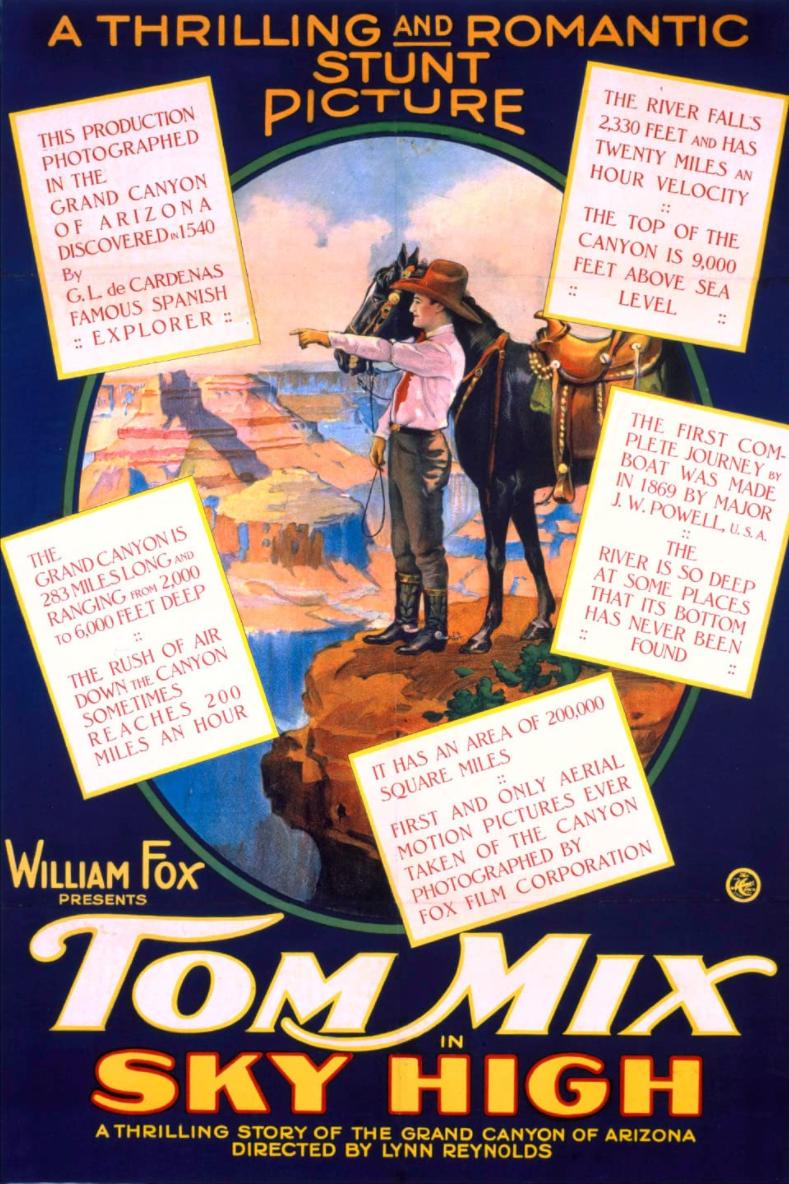 A THRILLING AND ROMANTIC
STUNT
PICTURE
THIS PRODUCTION
PHOTOGRAPHED
IN THE
GRAND CANYON
OF ARIZONA
DISCOVERED IN 1540
By
G. L. de CARDENAS
FAMOUS SPANISH
:: EXPLORER ::
THE RIVER FALL'S
2,330 FEET AND HAS
TWENTY MILES AN
HOUR VELOCITY
::
THE TOP OF THE
CANYON IS 9,000
FEET ABOVE SEA
:: LEVEL ::
THE FIRST COM-
PLETE JOURNEY BY
BOAT WAS MADE
IN 1869 BY MAJOR
J. W. POWELL, U. S. A.
::
THE
RIVER IS SO DEEP
AT SOME PLACES
THAT ITS BOTTOM
HAS NEVER BEEN
:: FOUND ::
THE
GRAND CANYON IS
283 MILES LONG AND
RANGING FROM 2,000
TO 6,000 FEET DEEP
::
THE RUSH OF AIR
DOWN THE CANYON
SOMETIMES
REACHES 200
MILES AN HOUR
IT HAS AN AREA OF 200,000
SQUARE MILES
::
FIRST AND ONLY AERIAL
MOTION PICTURES EVER
TAKEN OF THE CANYON
PHOTOGRAPHED BY
FOX FILM CORPORATION
WILLIAM FOX
PRESENTS
TOM MIX
IN
SKY HIGH
A THRILLING STORY OF THE GRAND CANYON OF ARIZONA
DIRECTED BY LYNN REYNOLDS